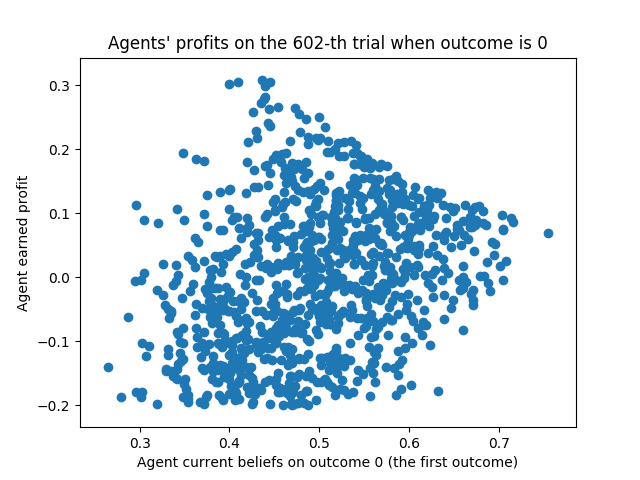 Agents' profits on the 602-th trial when outcome is 0
0.3
0.2
0.1
0.0
−0.1
−0.2
Agent earned profit
0.3 0.4 0.5 0.6 0.7
Agent current beliefs on outcome 0 (the first outcome)